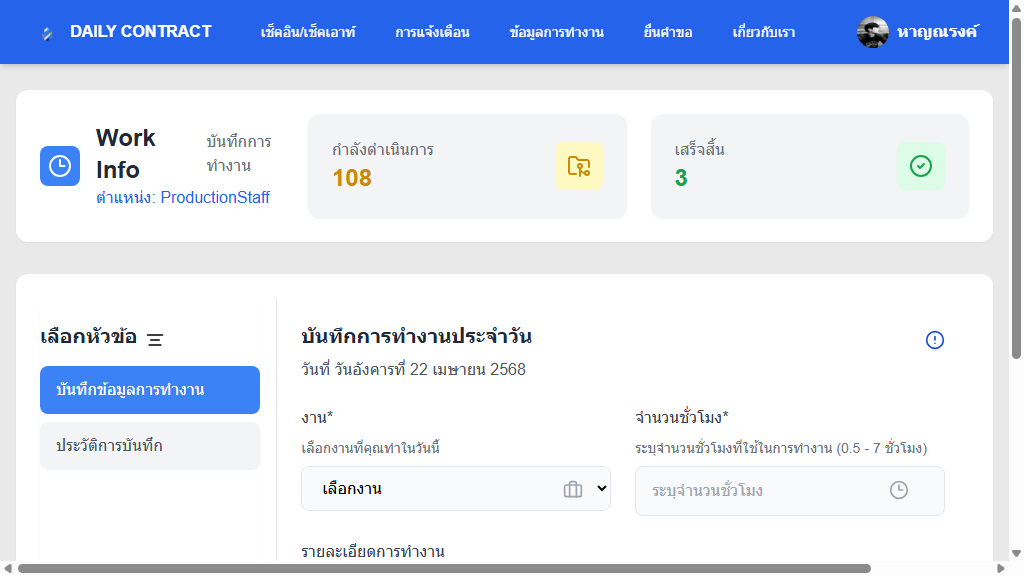 DAILY CONTRACT
เช็คอิน/เช็คเอาท์
การแจ้งเตือน
ข้อมูลการทำงาน
ยื่นคำขอ
เกี่ยวกับเรา
หาญณรงค์
Work
Info
บันทึกการ
ทำงาน
ตำแหน่ง: ProductionStaff
กำลังดำเนินการ
108
เสร็จสิ้น
3
เลือกหัวข้อ
บันทึกข้อมูลการทำงาน
ประวัติการบันทึก
บันทึกการทำงานประจำวัน
วันที่ วันอังคารที่ 22 เมษายน 2568
งาน*
เลือกงานที่คุณทำในวันนี้
เลือกงาน
จำนวนชั่วโมง*
ระบุจำนวนชั่วโมงที่ใช้ในการทำงาน (0.5 - 7 ชั่วโมง)
ระบุจำนวนชั่วโมง
รายละเอียดการทำงาน